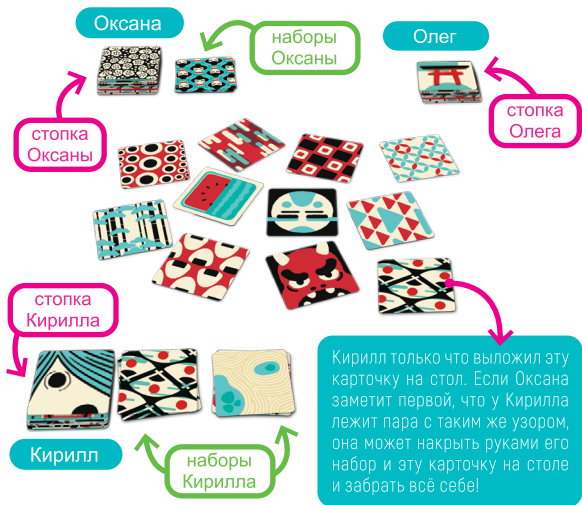 Оксана
наборы
Оксаны
Олег
стопка
Оксаны
стопка
Олега
стопка
Кирилла
Кирилл только что выложил эту
карточку на стол. Если Оксана
заметит первой, что у Кирилла
лежит пара с таким же узором,
она может накрыть руками его
набор и эту карточку на столе
и забрать всё себе!
Кирилл
наборы
Кирилла